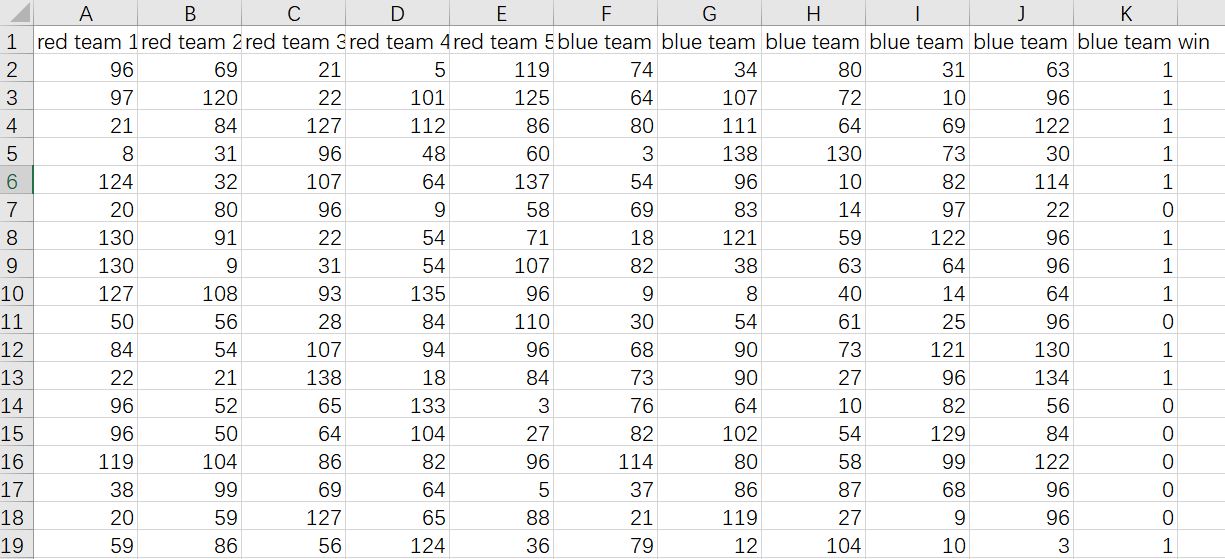 A B C D E F G H I J K
1 red team 1 red team 2 red team 3 red team 4 red team 5 blue team blue team blue team blue team blue team blue team win
2 96 69 21 5 119 74 34 80 31 63 1
3 97 120 22 101 125 64 107 72 10 96 1
4 21 84 127 112 86 80 111 64 69 122 1
5 8 31 96 48 60 3 138 130 73 30 1
6 124 32 107 64 137 54 96 10 82 114 1
7 20 80 96 9 58 69 83 14 97 22 0
8 130 91 22 54 71 18 121 59 122 96 1
9 130 9 31 54 107 82 38 63 64 96 1
10 127 108 93 135 96 9 8 40 14 64 1
11 50 56 28 84 110 30 54 61 25 96 0
12 84 54 107 94 96 68 90 73 121 130 1
13 22 21 138 18 84 73 90 27 96 134 1
14 96 52 65 133 3 76 64 10 82 56 0
15 96 50 64 104 27 82 102 54 129 84 0
16 119 104 86 82 96 114 80 58 99 122 0
17 38 99 69 64 5 37 86 87 68 96 0
18 20 59 127 65 88 21 119 27 9 96 0
19 59 86 56 124 36 79 12 104 10 3 1